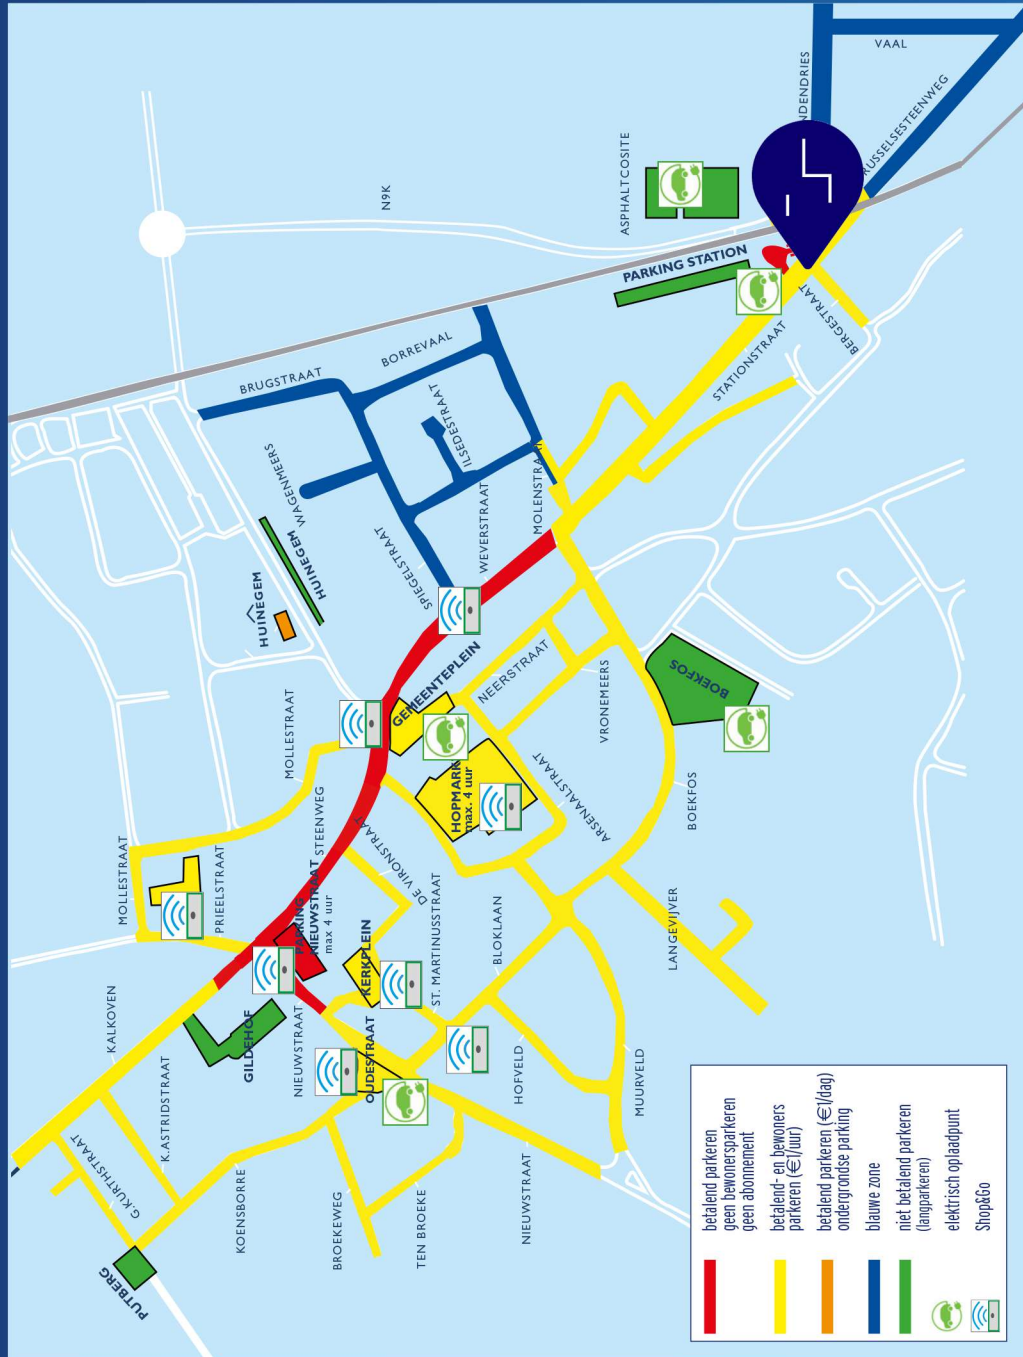 VAAL
NDENDRIES
RUSSELSESTEENWEG
ASPHALTCOSITE
N9K
PARKING STATION
BERGESTRAAT
STATIONSTRAAT
BORREVAAL
BRUGSTRAAT
ILSEDESTRAAT
WAGENMEERS
HUINEGEM
HUINEGEM
SPIEGELSTRAAT
WEVERSTRAAT
MOLENSTRAAT
GEMEENTEPLEIN
NEERSTRAAT
VRONEMEERS
BOEKFOS
BOEKFOS
MOLLESTRAAT
HOPMARK
max. 4 uur
ARSENAALSTRAAT
STEENWEG
DE VIRONSTRAAT
MOLLESTRAAT
PRIEELSTRAAT
PARKING
NIEUWSTRAAT
max 4 uur
KERKPLEIN
ST. MARTINUSSTRAAT
BLOKLAAN
LANGEVIJVER
KALKOVEN
GILDEHOF
NIEUWSTRAAT
OUDESTRAAT
HOFVELD
MUURVELD
K.ASTRIDSTRAAT
G.KURTHSTRAAT
KOENSBORRE
BROEKEWEG
TEN BROEKE
NIEUWSTRAAT
PUTBERG
betalend parkeren
geen bewonersparkeren
geen abonnement
betalend- en bewoners
parkeren (€1/uur)
betalend parkeren (€1/dag)
ondergrondse parking
blauwe zone
niet betalend parkeren
(langparkeren)
elektrisch oplaadpunt
Shop&Go